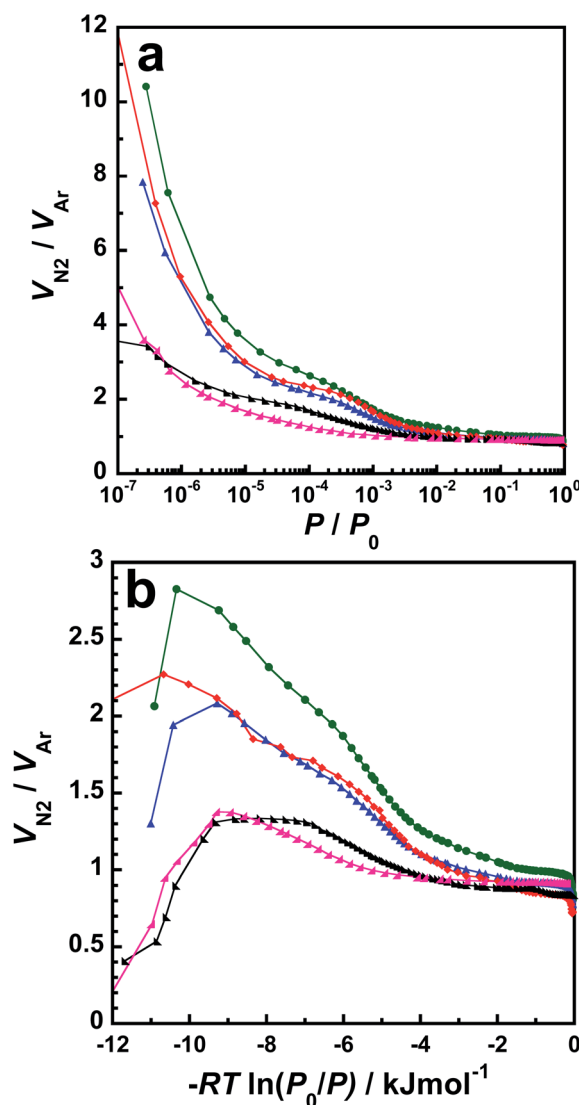 12
10
8
6
4
2
0
a
V_N2 / V_Ar
10^-7 10^-6 10^-5 10^-4 10^-3 10^-2 10^-1 10^0
P / P_0
3
2.5
2
1.5
1
0.5
0
b
V_N2 / V_Ar
-12 -10 -8 -6 -4 -2 0
-RT ln(P_0/P) / kJmol^-1